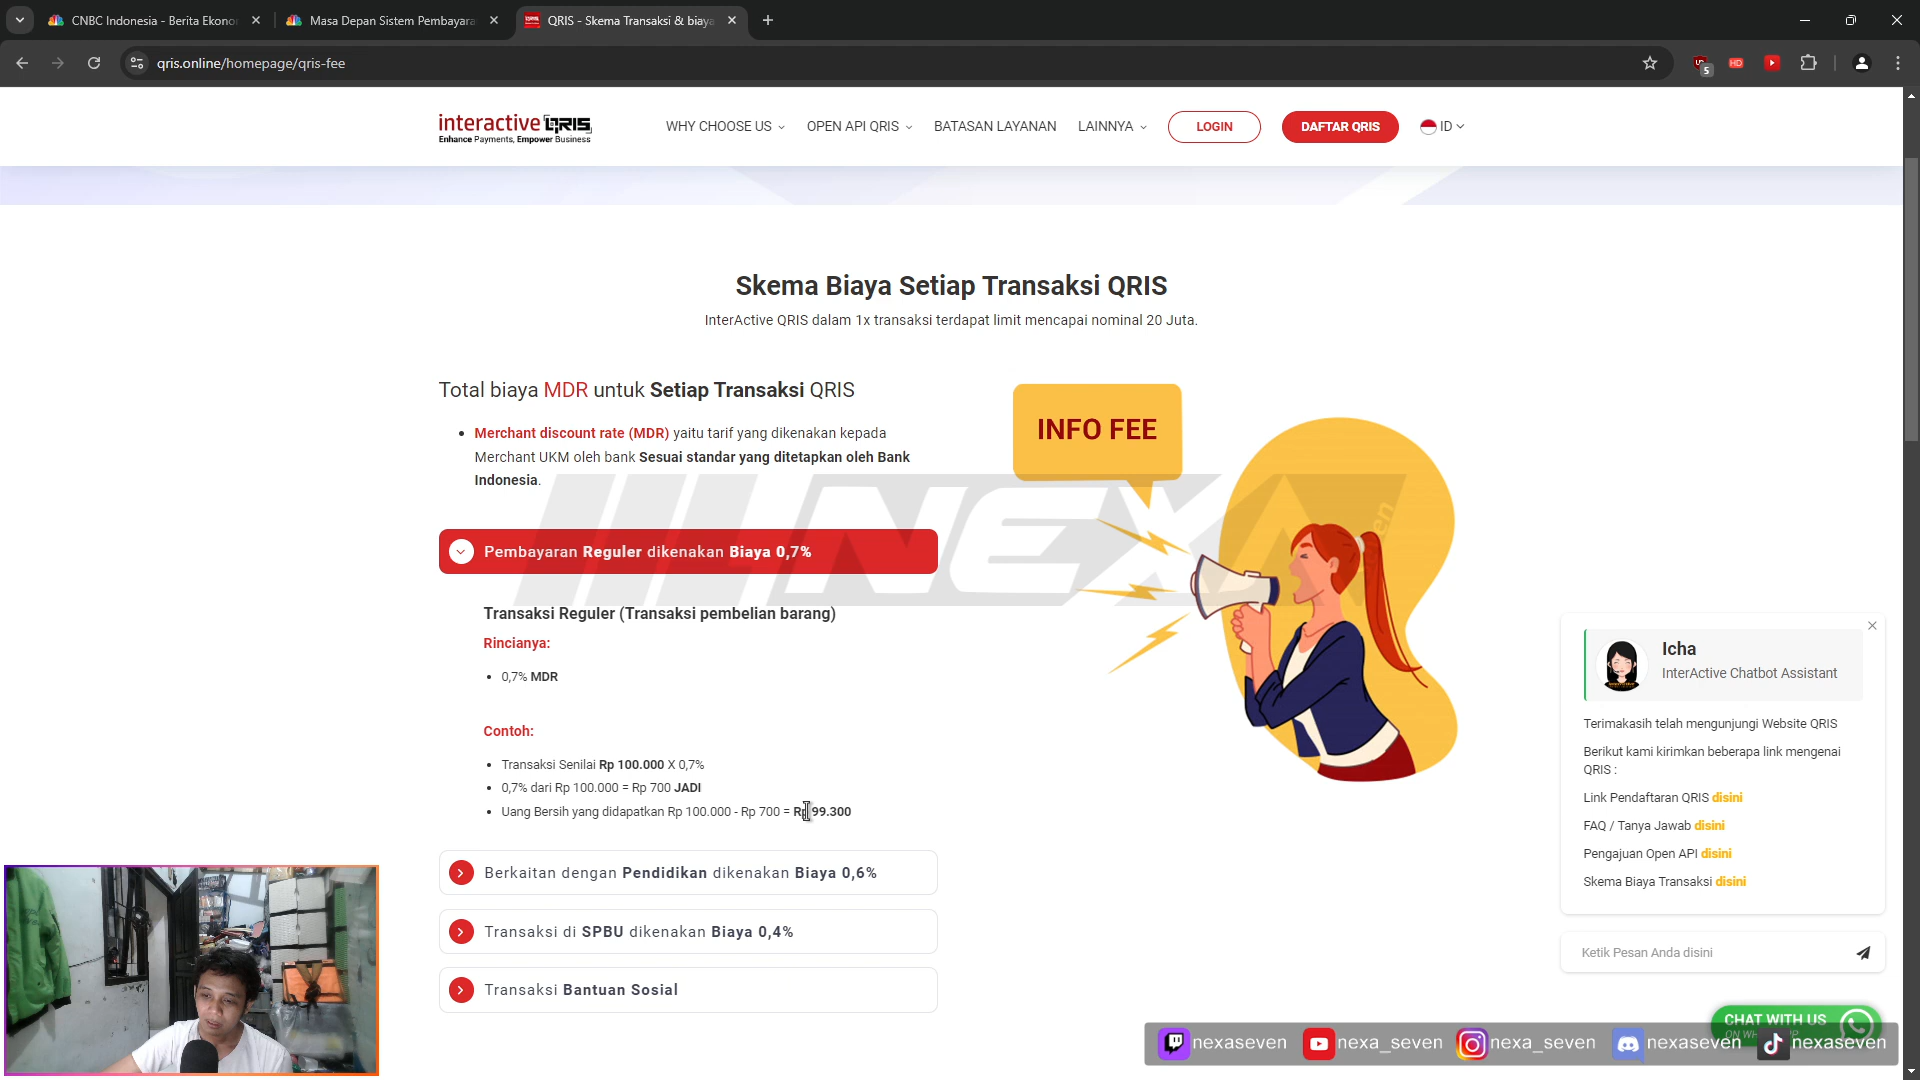 CNBC Indonesia - Berita Ekono
Masa Depan Sistem Pembayara
QRIS - Skema Transaksi & biaya
qris.online/homepage/qris-fee
5
HD
interactive QRIS
Enhance Payments, Empower Business
WHY CHOOSE US
OPEN API QRIS
BATASAN LAYANAN
LAINNYA
LOGIN
DAFTAR QRIS
ID
Skema Biaya Setiap Transaksi QRIS
InterActive QRIS dalam 1x transaksi terdapat limit mencapai nominal 20 Juta.
Total biaya MDR untuk Setiap Transaksi QRIS
• Merchant discount rate (MDR) yaitu tarif yang dikenakan kepada
Merchant UKM oleh bank Sesuai standar yang ditetapkan oleh Bank
Indonesia.
INFO FEE
NEXA
Pembayaran Reguler dikenakan Biaya 0,7%
Transaksi Reguler (Transaksi pembelian barang)
Rincianya:
• 0,7% MDR
Contoh:
• Transaksi Senilai Rp 100.000 X 0,7%
• 0,7% dari Rp 100.000 = Rp 700 JADI
• Uang Bersih yang didapatkan Rp 100.000 - Rp 700 = Rp 99.300
Berkaitan dengan Pendidikan dikenakan Biaya 0,6%
Transaksi di SPBU dikenakan Biaya 0,4%
Transaksi Bantuan Sosial
Icha
InterActive Chatbot Assistant
Terimakasih telah mengunjungi Website QRIS
Berikut kami kirimkan beberapa link mengenai
QRIS :
Link Pendaftaran QRIS disini
FAQ / Tanya Jawab disini
Pengajuan Open API disini
Skema Biaya Transaksi disini
Ketik Pesan Anda disini
CHAT WITH US
nexaseven
nexa_seven
nexa_seven
nexaseven
nexaseven